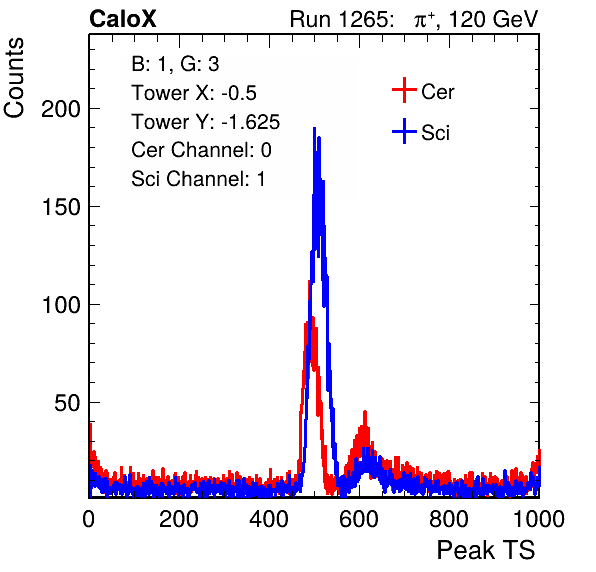 CaloX Run 1265: π⁺, 120 GeV
Counts
B: 1, G: 3
Tower X: -0.5
Tower Y: -1.625
Cer Channel: 0
Sci Channel: 1
Cer
Sci
200
150
100
50
0 200 400 600 800 1000
Peak TS